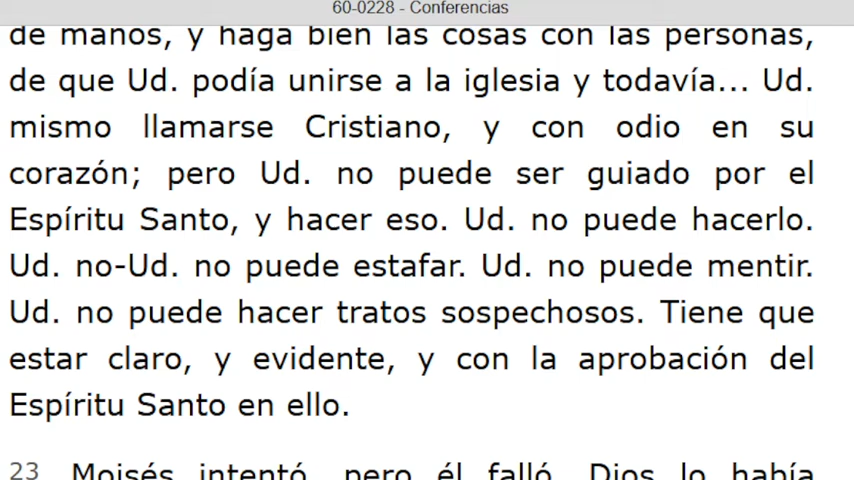 60-0228 - Conferencias
de manos, y haga bien las cosas con las personas,
de que Ud. podía unirse a la iglesia y todavía... Ud.
mismo llamarse Cristiano, y con odio en su
corazón; pero Ud. no puede ser guiado por el
Espíritu Santo, y hacer eso. Ud. no puede hacerlo.
Ud. no-Ud. no puede estafar. Ud. no puede mentir.
Ud. no puede hacer tratos sospechosos. Tiene que
estar claro, y evidente, y con la aprobación del
Espíritu Santo en ello.
23 Moisés intentó, pero él falló. Dios lo había